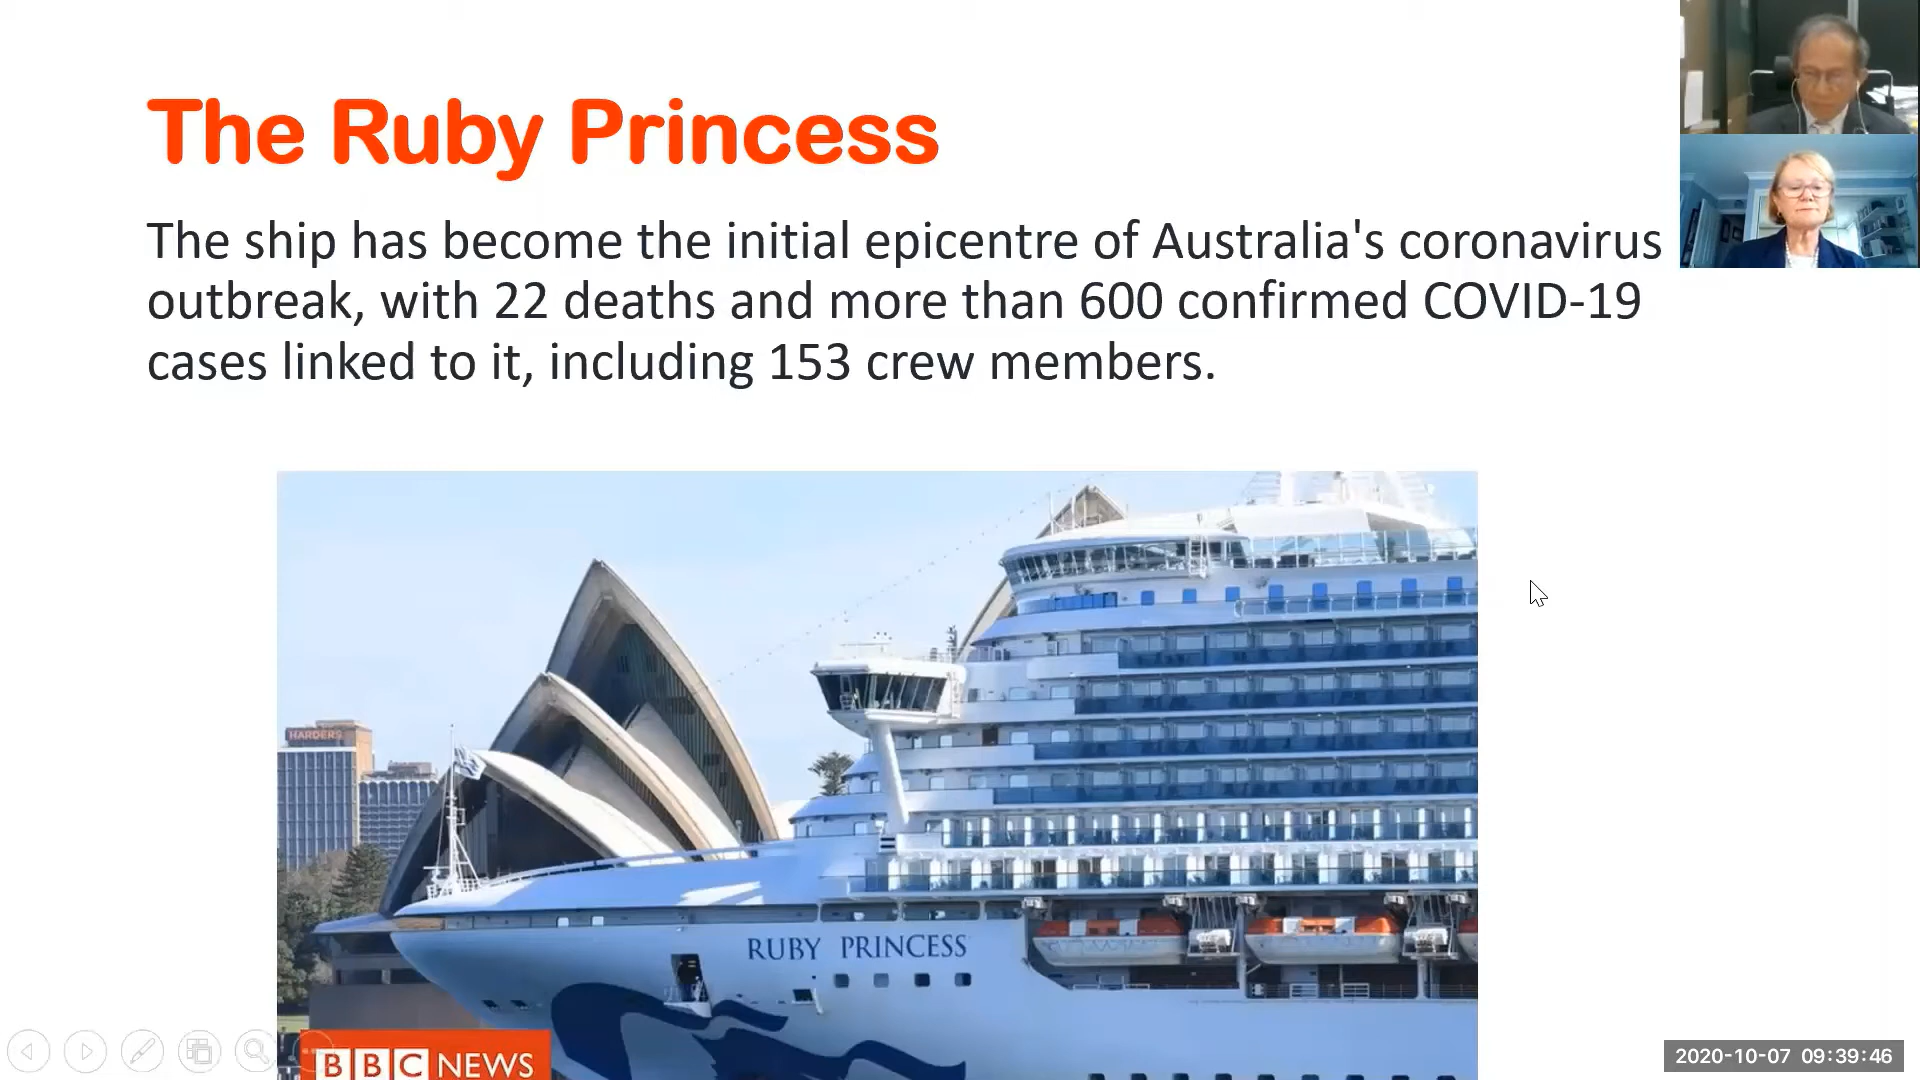 The Ruby Princess
The ship has become the initial epicentre of Australia's coronavirus
outbreak, with 22 deaths and more than 600 confirmed COVID-19
cases linked to it, including 153 crew members.
HARDERS
RUBY PRINCESS
BBC NEWS
2020-10-07 09:39:46